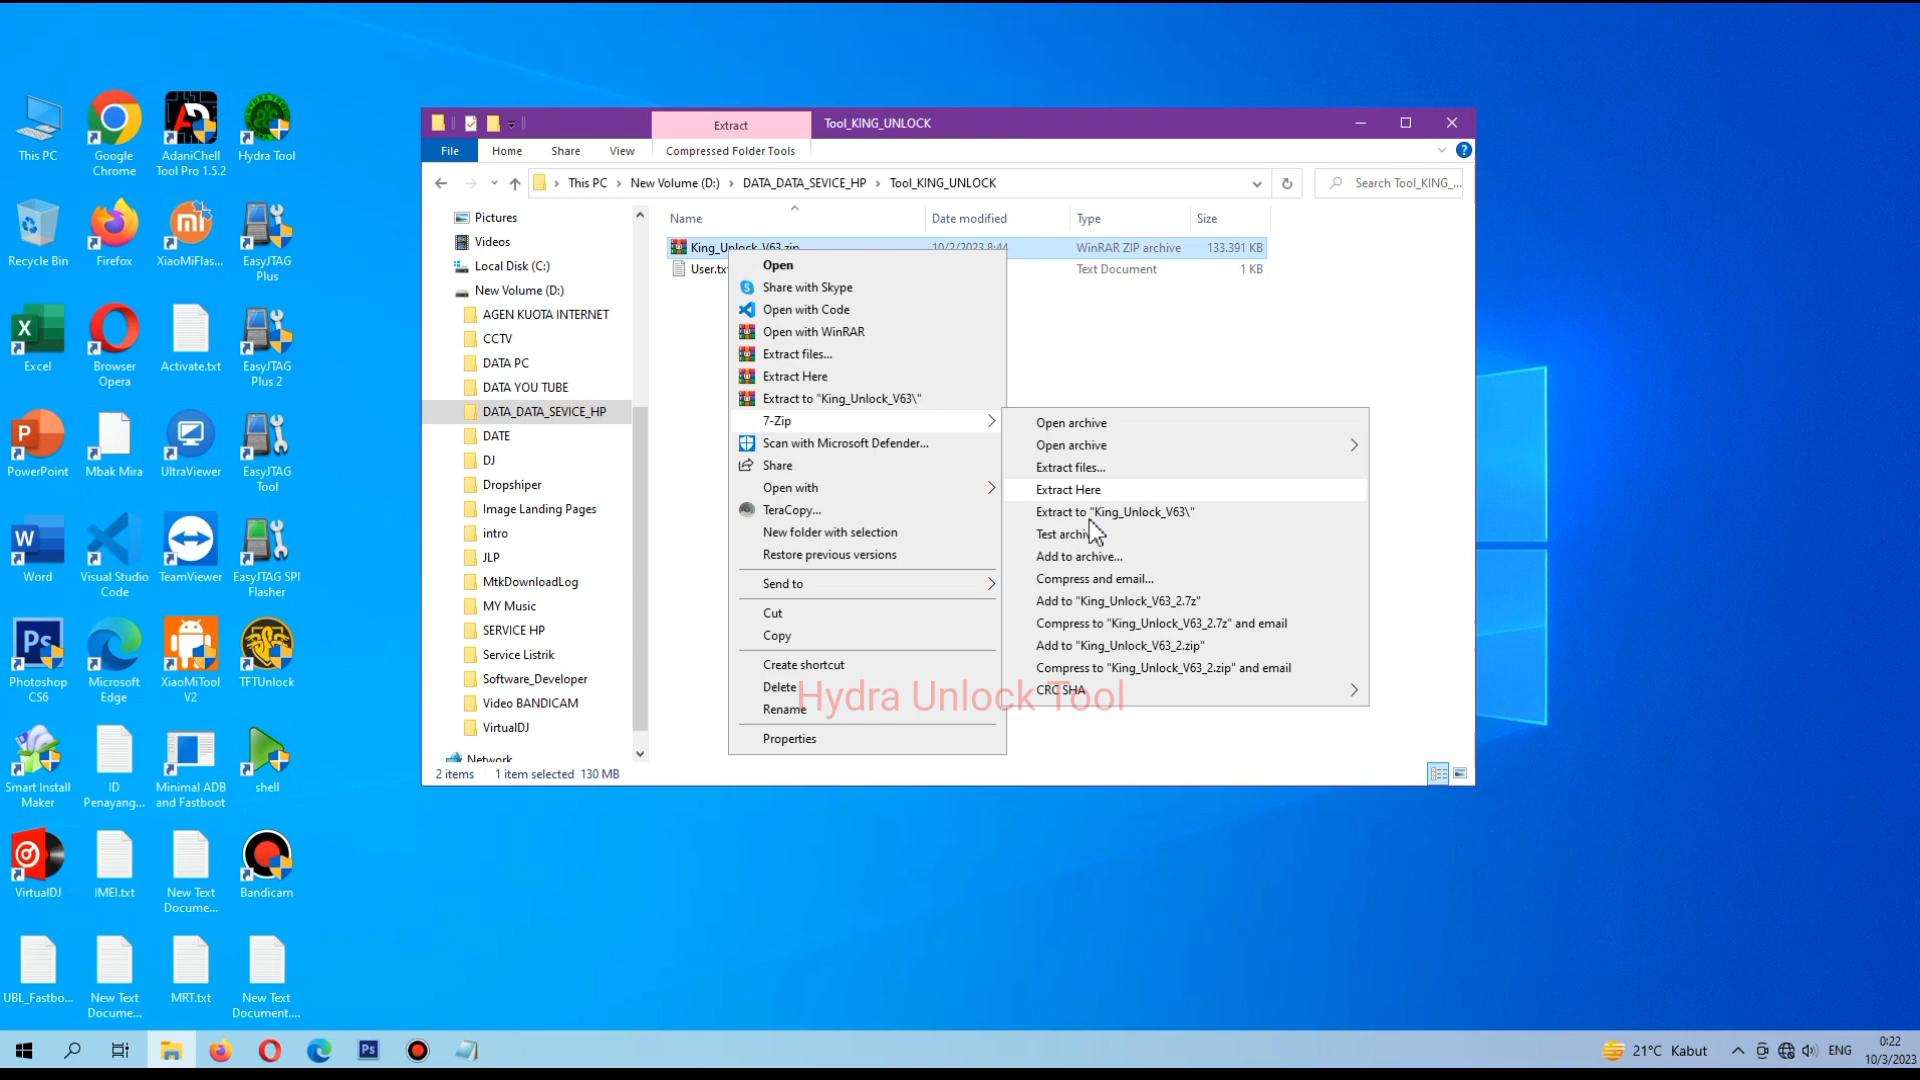 This PC
Google
Chrome
AdaniChell
Tool Pro 1.5.2
Hydra Tool
Recycle Bin
Firefox
XiaoMiFlas...
EasyJTAG
Plus
Excel
Browser
Opera
Activate.txt
EasyJTAG
Plus 2
PowerPoint
Mbak Mira
UltraViewer
EasyJTAG
Tool
Word
Visual Studio
Code
TeamViewer
EasyJTAG SPI
Flasher
Photoshop
CS6
Microsoft
Edge
XiaoMiTool
V2
TFTUnlock
Smart Install
Maker
ID
Penayang...
Minimal ADB
and Fastboot
shell
VirtualDJ
IMEI.txt
New Text
Docume...
Bandicam
UBL_Fastbo...
New Text
Docume...
MRT.txt
New Text
Document....
Extract
Tool_KING_UNLOCK
File
Home
Share
View
Compressed Folder Tools
This PC
New Volume (D:)
DATA_DATA_SEVICE_HP
Tool_KING_UNLOCK
Search Tool_KING_...
Pictures
Videos
Local Disk (C:)
New Volume (D:)
AGEN KUOTA INTERNET
CCTV
DATA PC
DATA YOU TUBE
DATA_DATA_SEVICE_HP
DATE
DJ
Dropshiper
Image Landing Pages
intro
JLP
MtkDownloadLog
MY Music
SERVICE HP
Service Listrik
Software_Developer
Video BANDICAM
VirtualDJ
Network
Name
Date modified
Type
Size
King_Unlock_V63.zip
10/2/2023 8:44
WinRAR ZIP archive
133.391 KB
User.tx
Text Document
1 KB
Open
Share with Skype
Open with Code
Open with WinRAR
Extract files...
Extract Here
Extract to "King_Unlock_V63\"
7-Zip
Scan with Microsoft Defender...
Share
Open with
TeraCopy...
New folder with selection
Restore previous versions
Send to
Cut
Copy
Create shortcut
Delete
Rename
Properties
Open archive
Open archive
Extract files...
Extract Here
Extract to "King_Unlock_V63\"
Test archive
Add to archive...
Compress and email...
Add to "King_Unlock_V63_2.7z"
Compress to "King_Unlock_V63_2.7z" and email
Add to "King_Unlock_V63_2.zip"
Compress to "King_Unlock_V63_2.zip" and email
CRC SHA
Hydra Unlock Tool
2 items
1 item selected 130 MB
21°C Kabut
ENG
0:22
10/3/2023